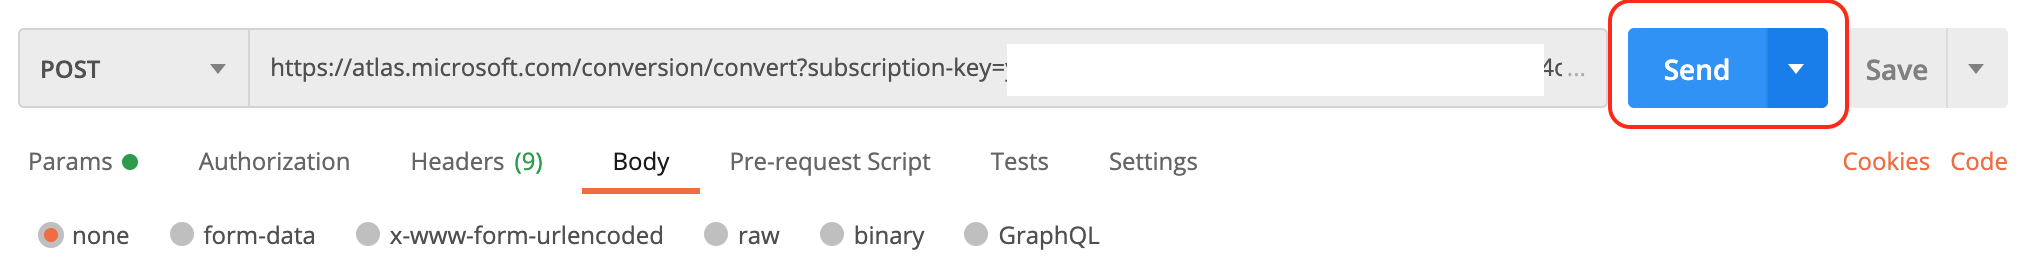 POST https://atlas.microsoft.com/conversion/convert?subscription-key= 4c ... Send Save
Params Authorization Headers (9) Body Pre-request Script Tests Settings Cookies Code
none form-data x-www-form-urlencoded raw binary GraphQL